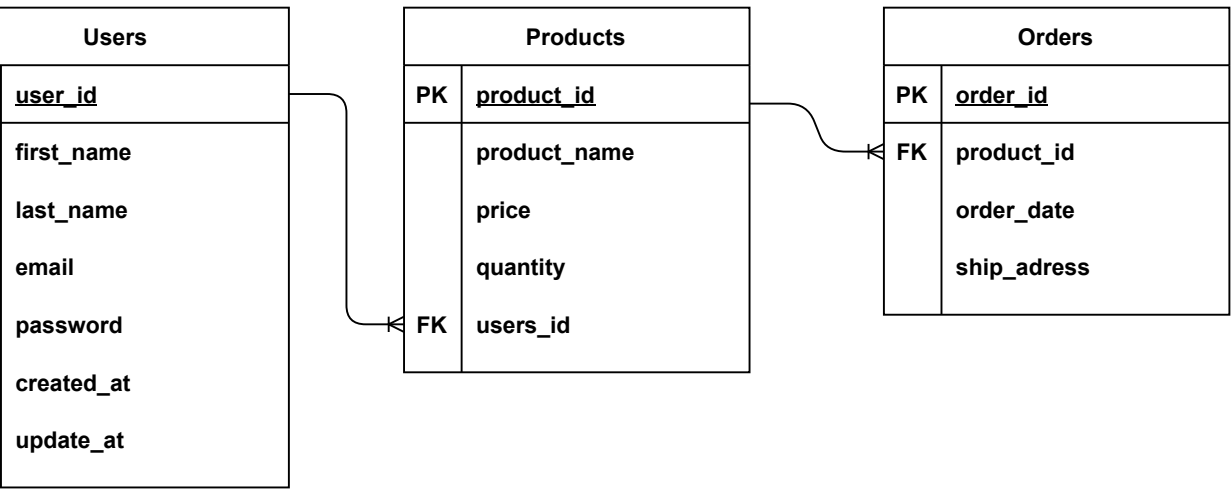 Users
user_id
first_name
last_name
email
password
created_at
update_at
Products
PK product_id
product_name
price
quantity
FK users_id
Orders
PK order_id
FK product_id
order_date
ship_adress